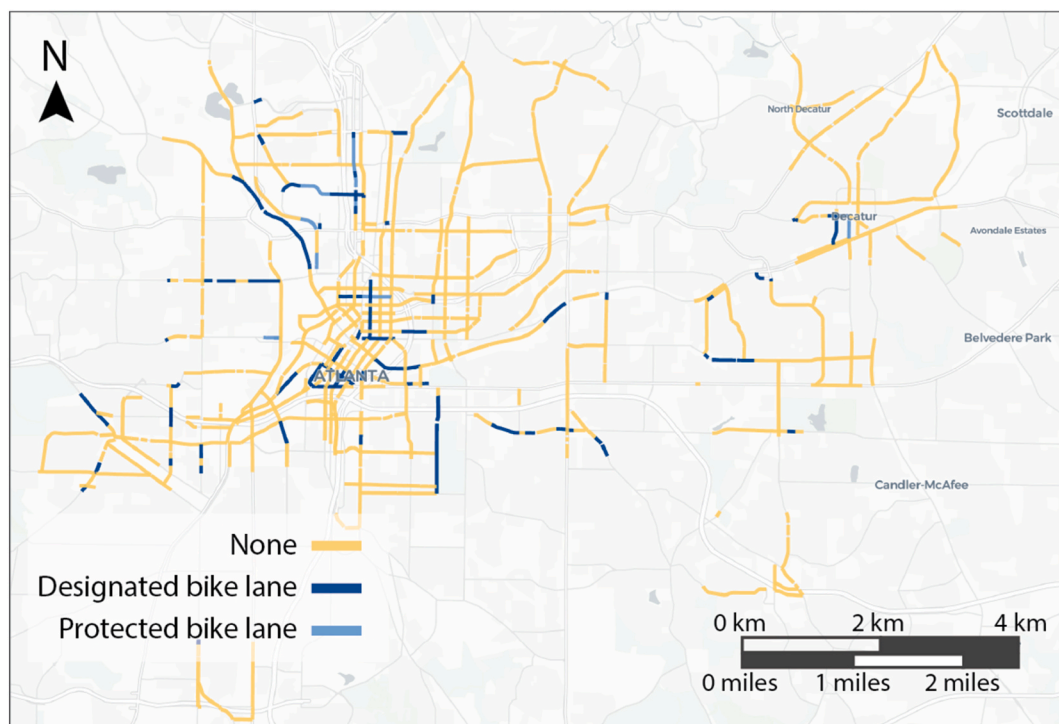 N
North Decatur
Scottdale
Decatur
Avondale Estates
Belvedere Park
ATLANTA
Candler-McAfee
None
Designated bike lane
Protected bike lane
0 km 2 km 4 km
0 miles 1 miles 2 miles